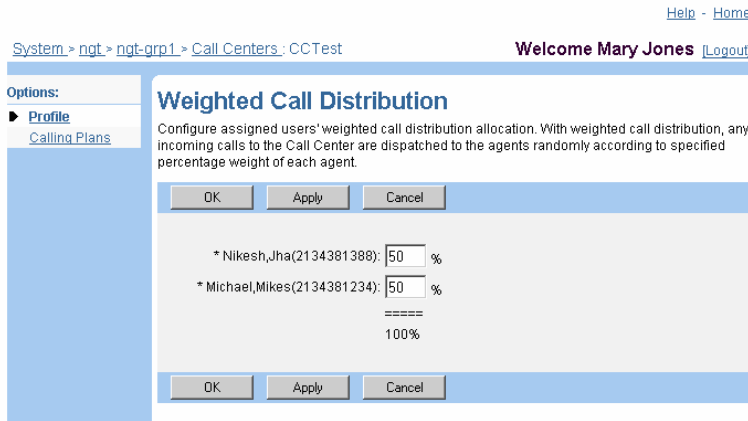 Help - Home
System > ngt > ngt-grp1 > Call Centers : CCTest
Welcome Mary Jones [Logout
Options:
Profile
Calling Plans
Weighted Call Distribution
Configure assigned users' weighted call distribution allocation. With weighted call distribution, any
incoming calls to the Call Center are dispatched to the agents randomly according to specified
percentage weight of each agent.
OK Apply Cancel
* Nikesh,Jha(2134381388): 50 %
* Michael,Mikes(2134381234): 50 %
=====
100%
OK Apply Cancel